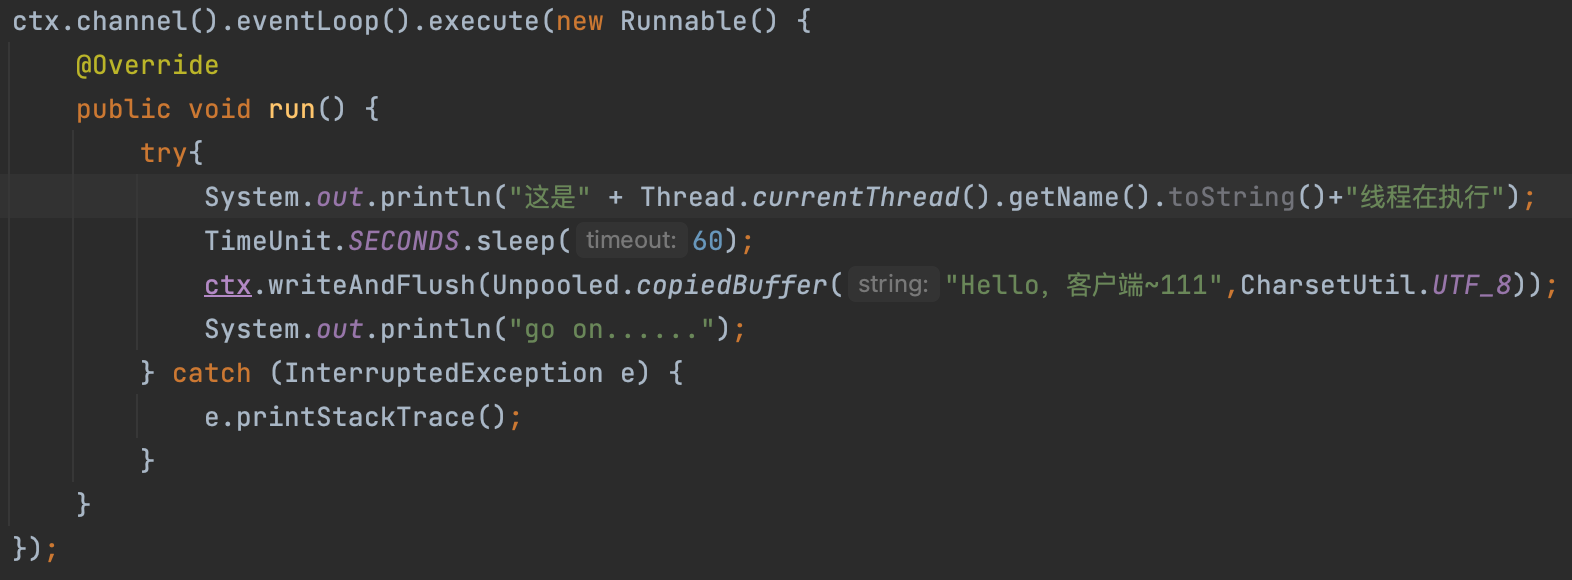 ctx.channel().eventLoop().execute(new Runnable() {
@Override
public void run() {
try{
System.out.println("这是" + Thread.currentThread().getName().toString()+"线程在执行");
TimeUnit.SECONDS.sleep( timeout: 60);
ctx.writeAndFlush(Unpooled.copiedBuffer( string: "Hello, 客户端~111",CharsetUtil.UTF_8));
System.out.println("go on......");
} catch (InterruptedException e) {
e.printStackTrace();
}
}
});